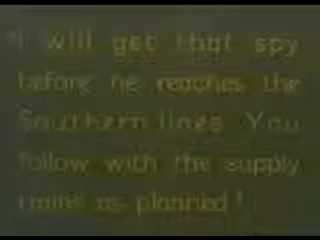 "I will get that spy
before he reaches the
Southern lines. You
follow with the supply
trains as planned!